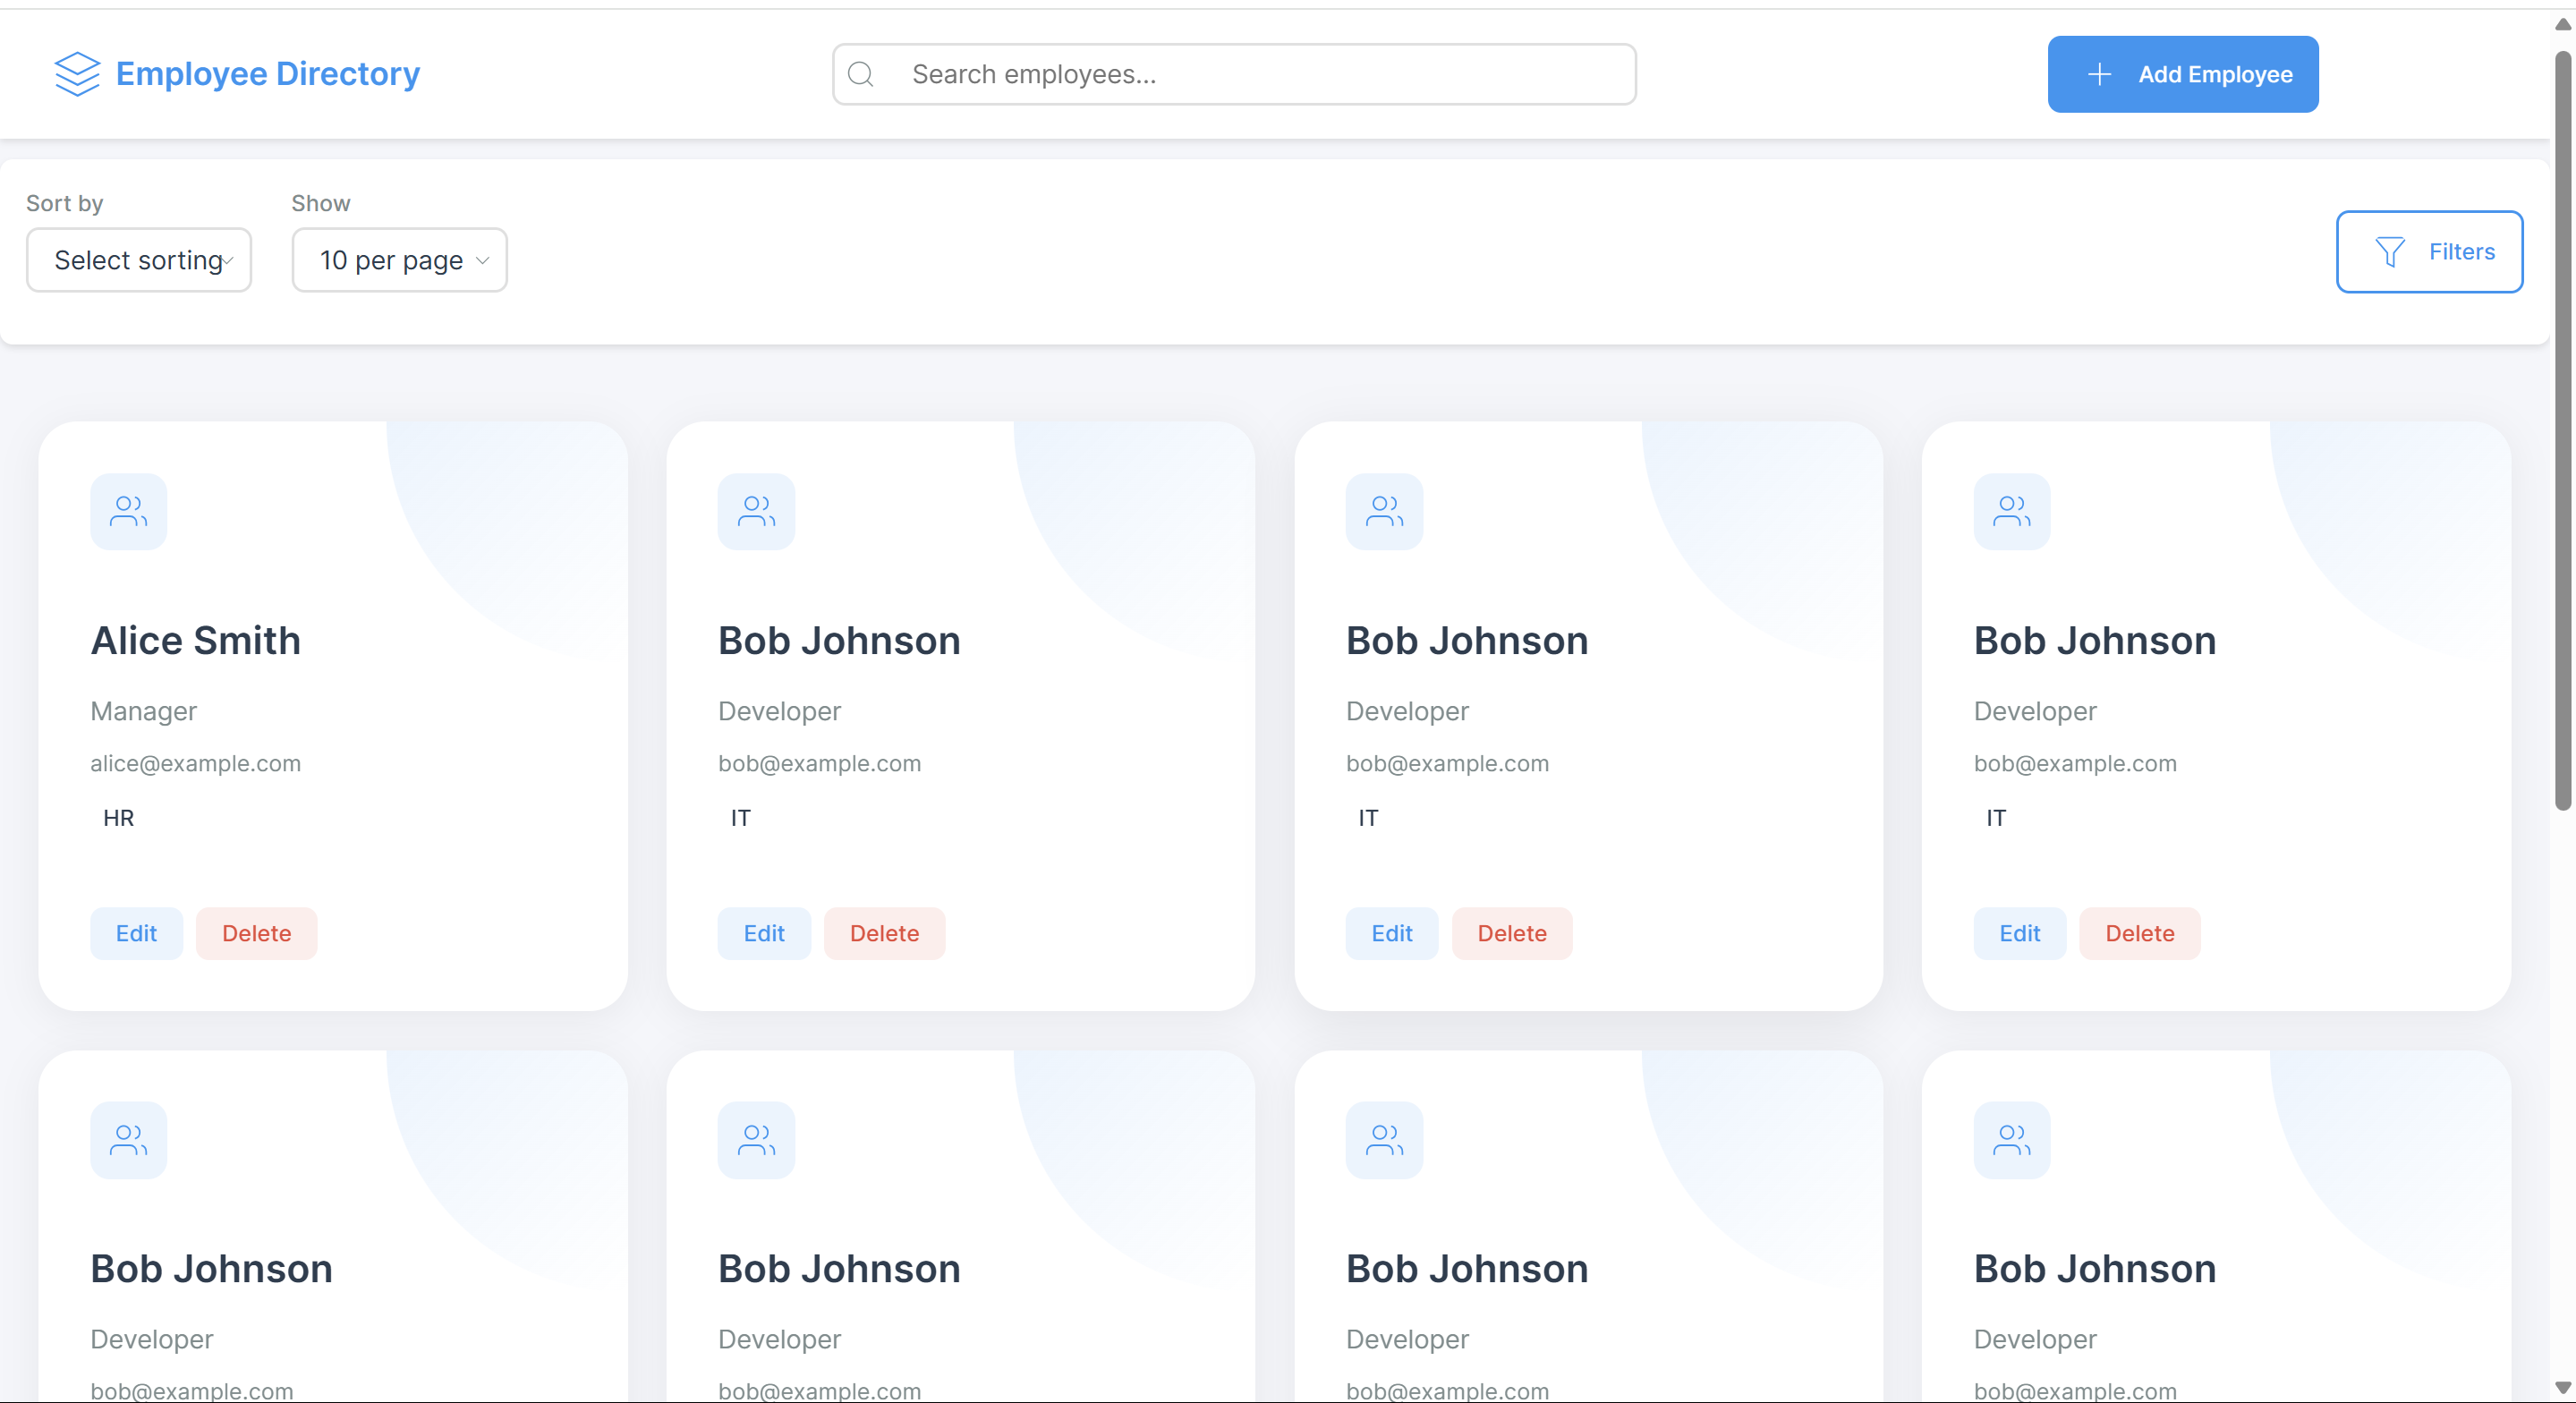 Employee Directory
Search employees...
Add Employee
Sort by
Show
Select sorting
10 per page
Filters
Alice Smith
Manager
alice@example.com
HR
Edit
Delete
Bob Johnson
Developer
bob@example.com
IT
Edit
Delete
Bob Johnson
Developer
bob@example.com
IT
Edit
Delete
Bob Johnson
Developer
bob@example.com
IT
Edit
Delete
Bob Johnson
Developer
bob@example.com
Bob Johnson
Developer
bob@example.com
Bob Johnson
Developer
bob@example.com
Bob Johnson
Developer
bob@example.com